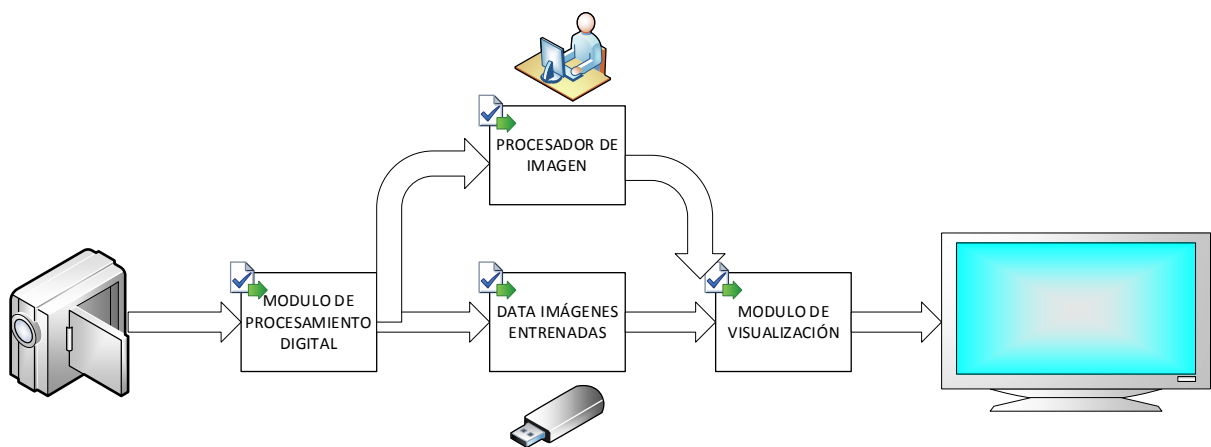 PROCESADOR DE
IMAGEN
MODULO DE
PROCESAMIENTO
DIGITAL
DATA IMÁGENES
ENTRENADAS
MODULO DE
VISUALIZACIÓN